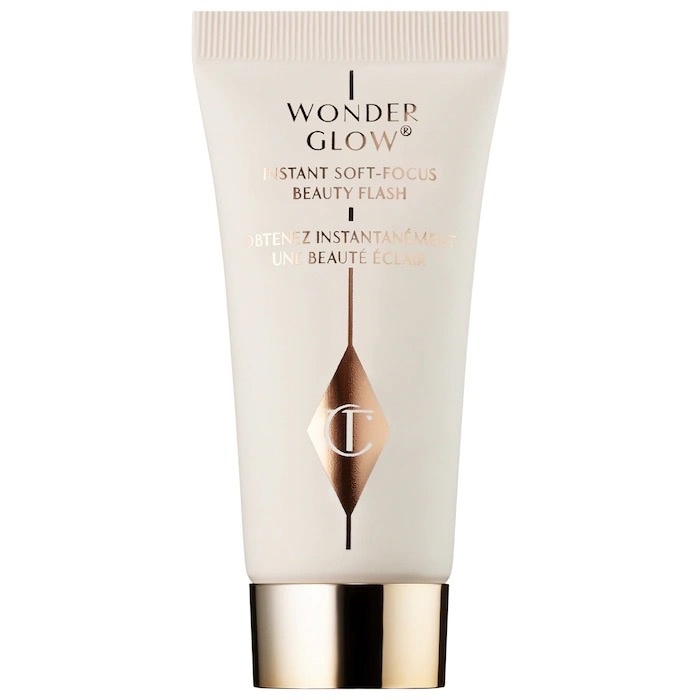 WONDER
GLOW®
INSTANT SOFT-FOCUS
BEAUTY FLASH
OBTENEZ INSTANTANÉMENT
UNE BEAUTÉ ÉCLAIR
CT